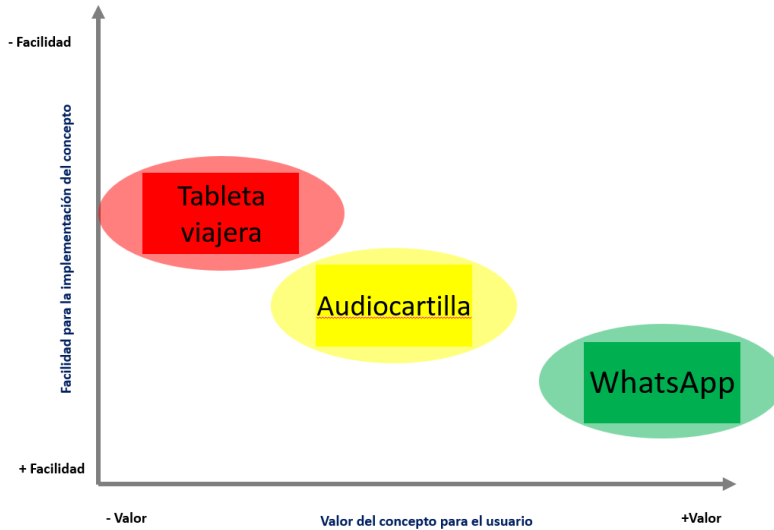 - Facilidad
Facilidad para la implementación del concepto
Tableta
viajera
Audiocartilla
WhatsApp
+ Facilidad
- Valor
Valor del concepto para el usuario
+Valor